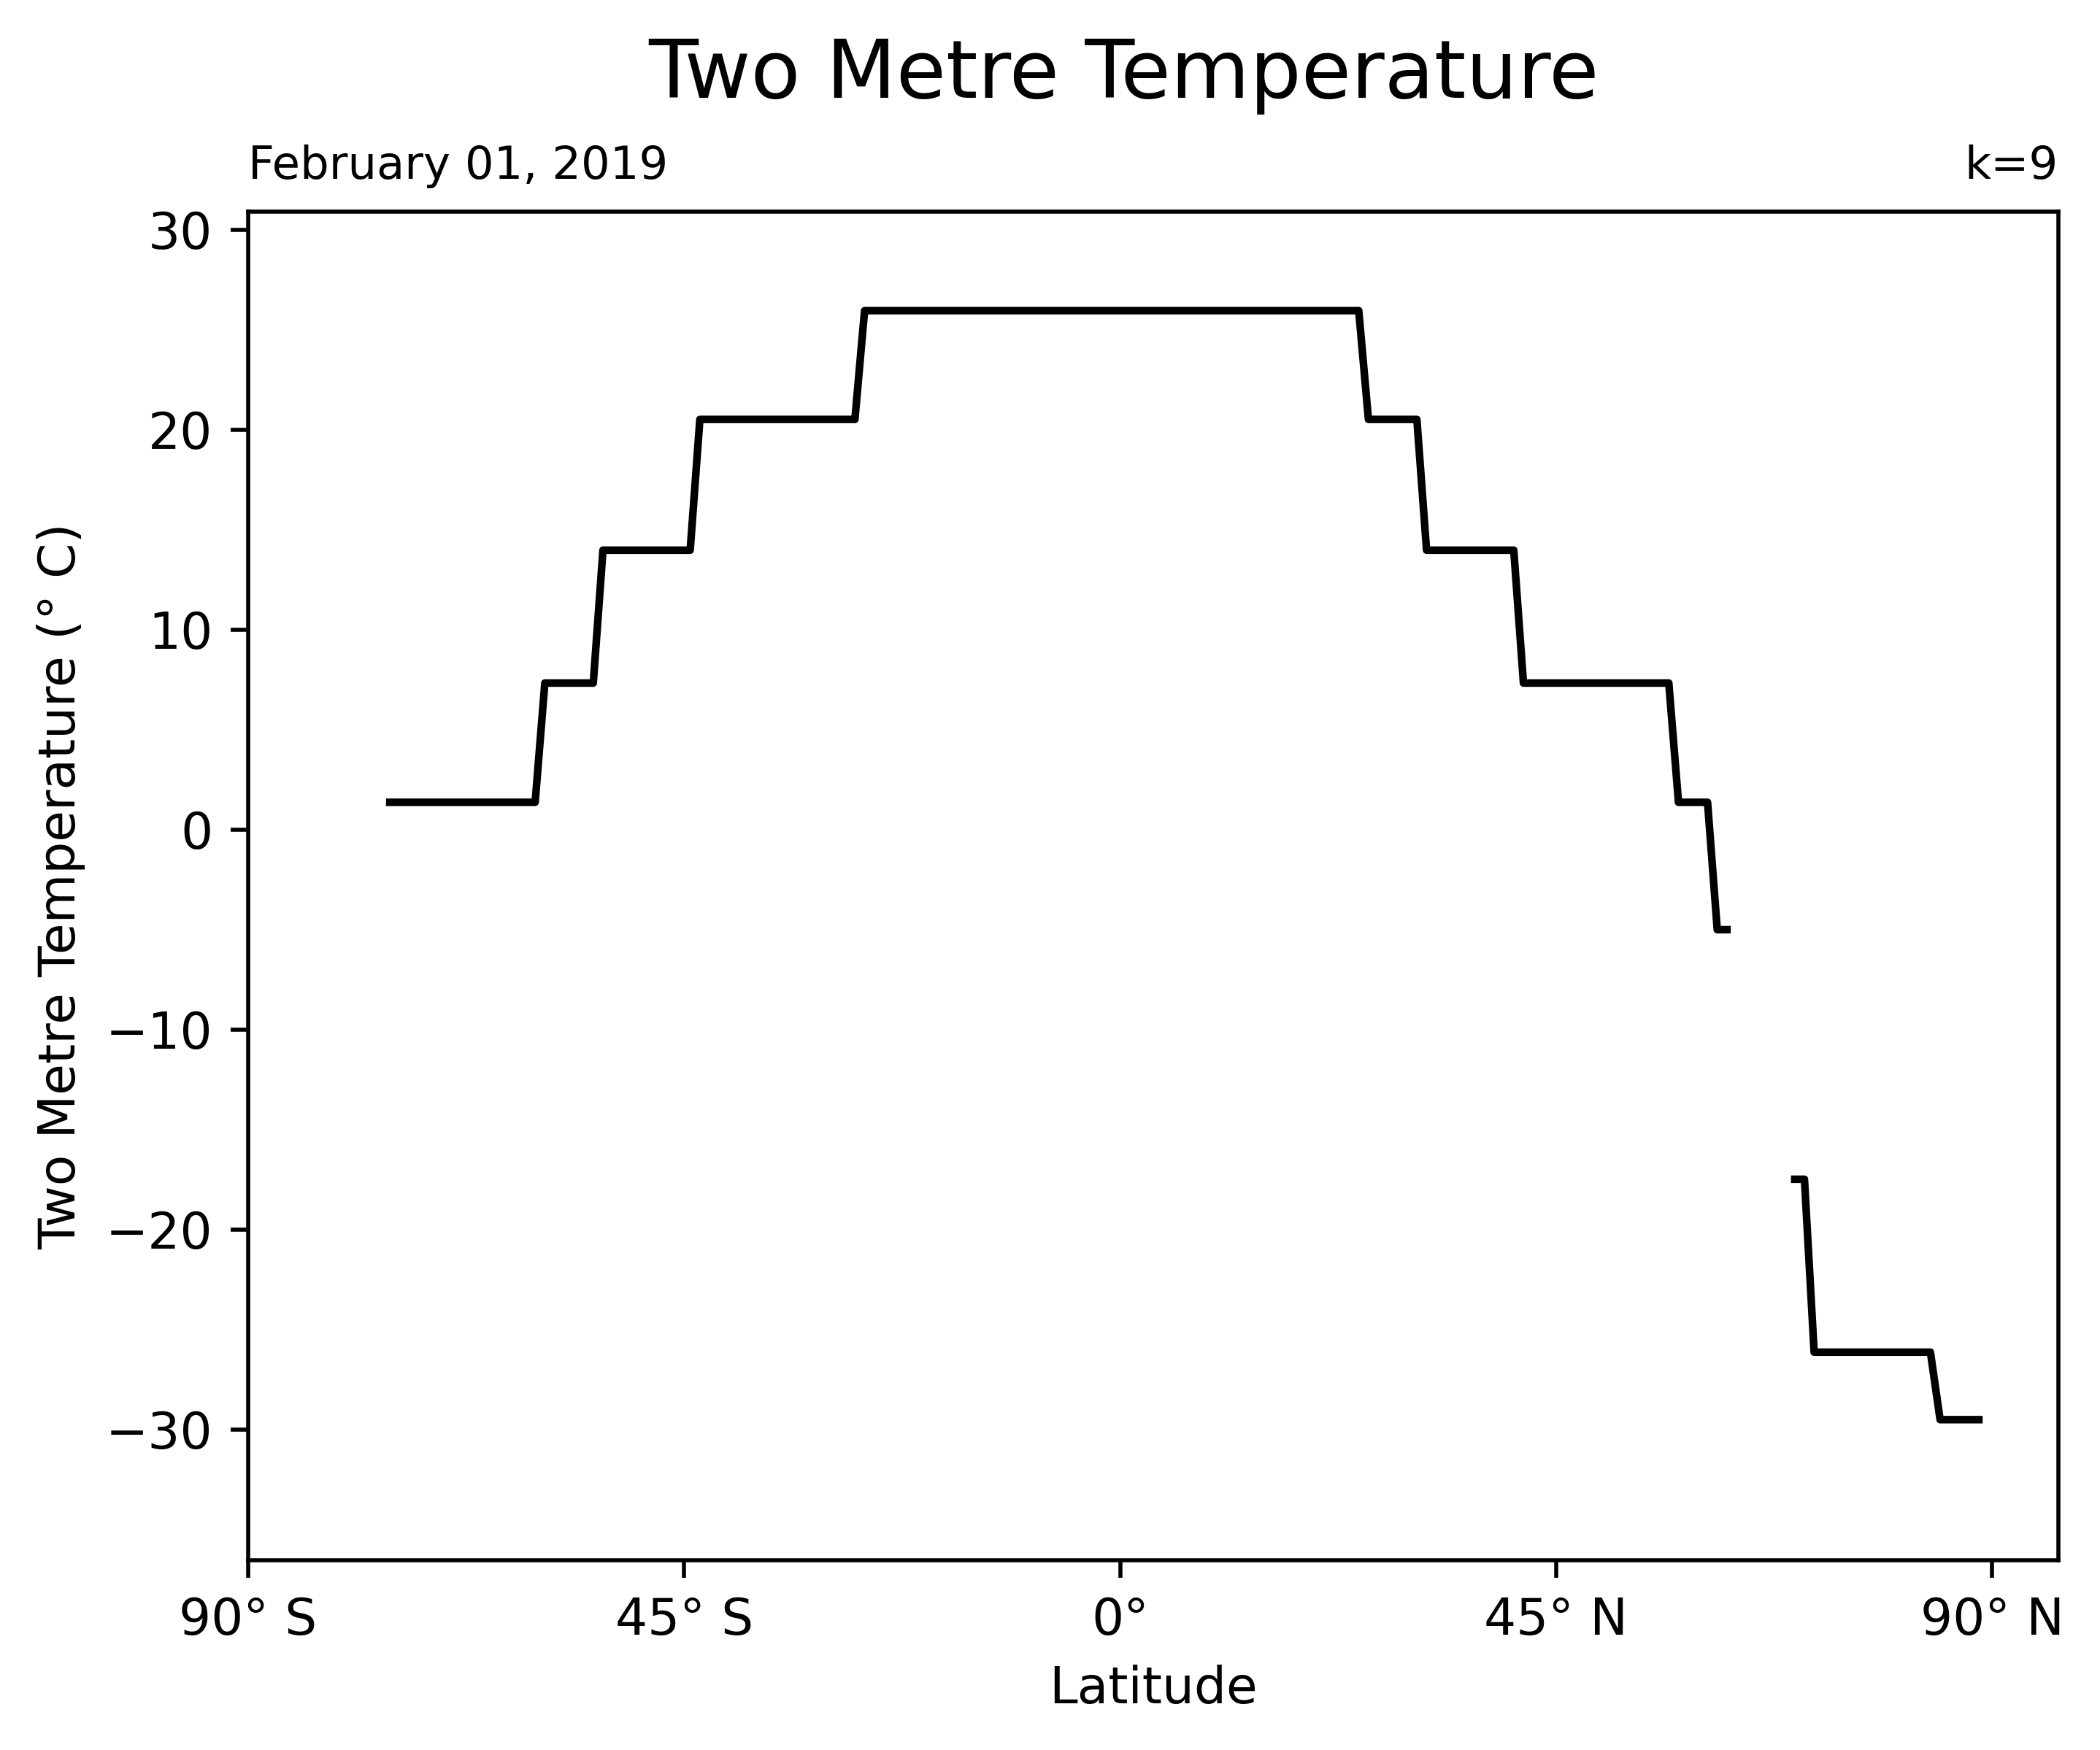 Two Metre Temperature
February 01, 2019
k=9
30
20
10
0
−10
−20
−30
Two Metre Temperature (° C)
90° S
45° S
0°
45° N
90° N
Latitude